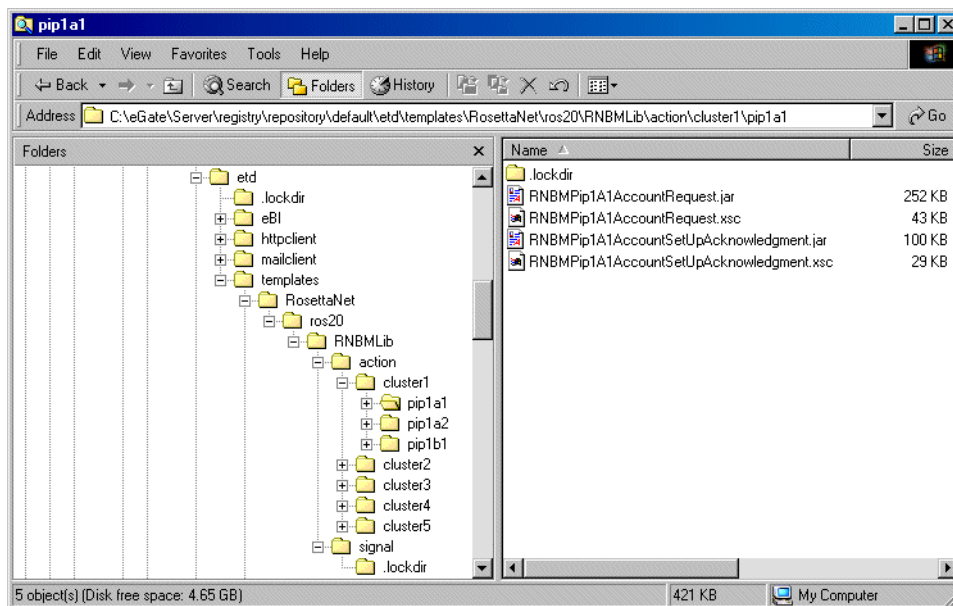 pip1a1
File Edit View Favorites Tools Help
Back Search Folders History
Address C:\eGate\Server\registry\repository\default\etd\templates\RosettaNet\ros20\RNBMLib\action\cluster1\pip1a1 Go
Folders
etd
.lockdir
eBI
httpclient
mailclient
templates
RosettaNet
ros20
RNBMLib
action
cluster1
pip1a1
pip1a2
pip1b1
cluster2
cluster3
cluster4
cluster5
signal
.lockdir
Name Size
.lockdir
RNBMPip1A1AccountRequest.jar 252 KB
RNBMPip1A1AccountRequest.xsc 43 KB
RNBMPip1A1AccountSetUpAcknowledgment.jar 100 KB
RNBMPip1A1AccountSetUpAcknowledgment.xsc 29 KB
5 object(s) (Disk free space: 4.65 GB) 421 KB My Computer